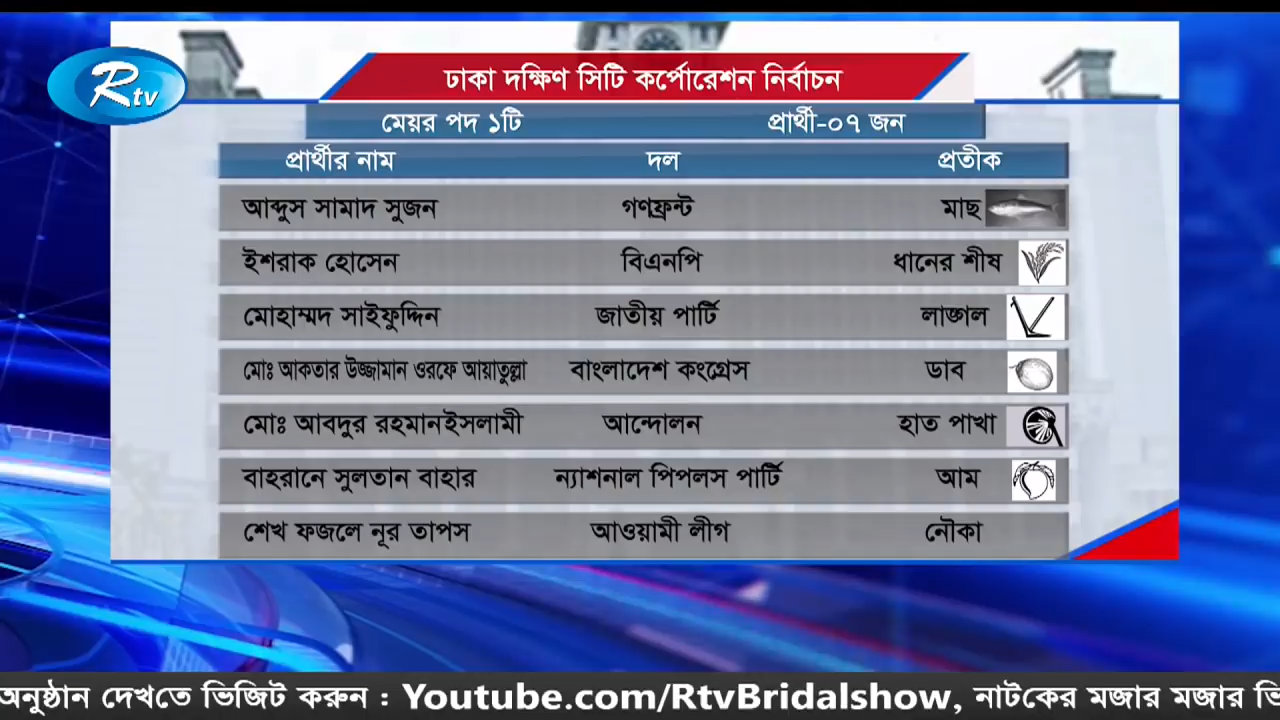 Rtv
ঢাকা দক্ষিণ সিটি কর্পোরেশন নির্বাচন
মেয়র পদ ১টি প্রার্থী-০৭ জন
প্রার্থীর নাম দল প্রতীক
আব্দুস সামাদ সুজন গণফ্রন্ট মাছ
ইশরাক হোসেন বিএনপি ধানের শীষ
মোহাম্মদ সাইফুদ্দিন জাতীয় পার্টি লাঙ্গল
মোঃ আকতার উজ্জামান ওরফে আয়াতুল্লা বাংলাদেশ কংগ্রেস ডাব
মোঃ আবদুর রহমানইসলামী আন্দোলন হাত পাখা
বাহরানে সুলতান বাহার ন্যাশনাল পিপলস পার্টি আম
শেখ ফজলে নূর তাপস আওয়ামী লীগ নৌকা
অনুষ্ঠান দেখতে ভিজিট করুন : Youtube.com/RtvBridalshow, নাটকের মজার মজার ভি